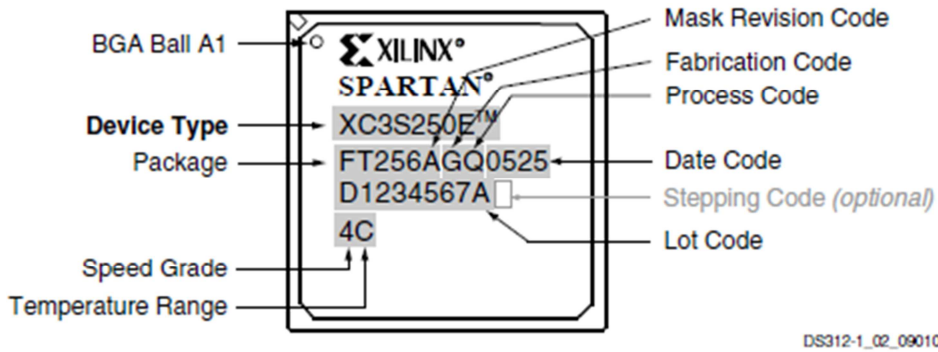 Mask Revision Code
BGA Ball A1
XILINX®
Fabrication Code
SPARTAN®
Process Code
Device Type
XC3S250E™
Package
FT256AGQ0525
Date Code
D1234567A
Stepping Code (optional)
4C
Lot Code
Speed Grade
Temperature Range
DS312-1_02_09010